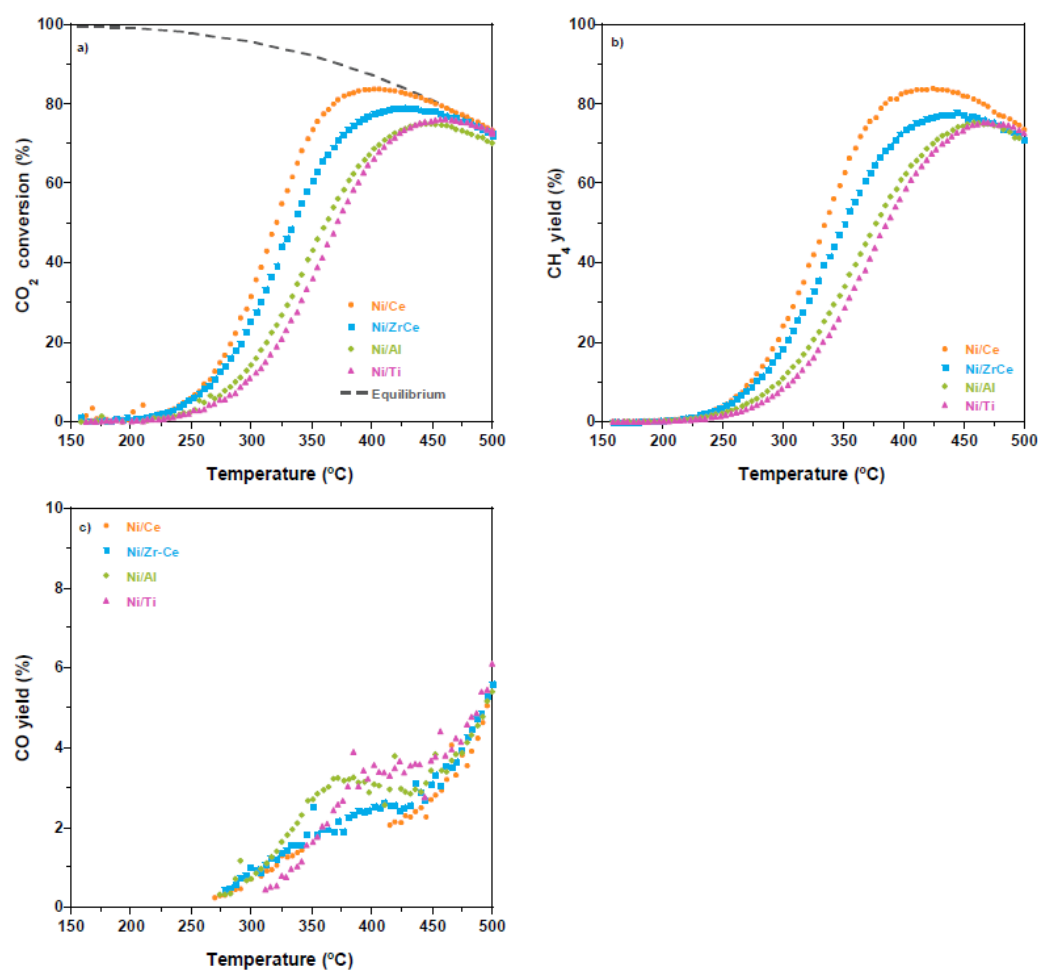 100
80
60
40
20
0
a)
CO2 conversion (%)
Ni/Ce
Ni/ZrCe
Ni/Al
Ni/Ti
Equilibrium
150 200 250 300 350 400 450 500
Temperature (ºC)
100
80
60
40
20
0
b)
CH4 yield (%)
Ni/Ce
Ni/ZrCe
Ni/Al
Ni/Ti
150 200 250 300 350 400 450 500
Temperature (ºC)
10
8
6
4
2
0
c)
CO yield (%)
Ni/Ce
Ni/Zr-Ce
Ni/Al
Ni/Ti
150 200 250 300 350 400 450 500
Temperature (ºC)